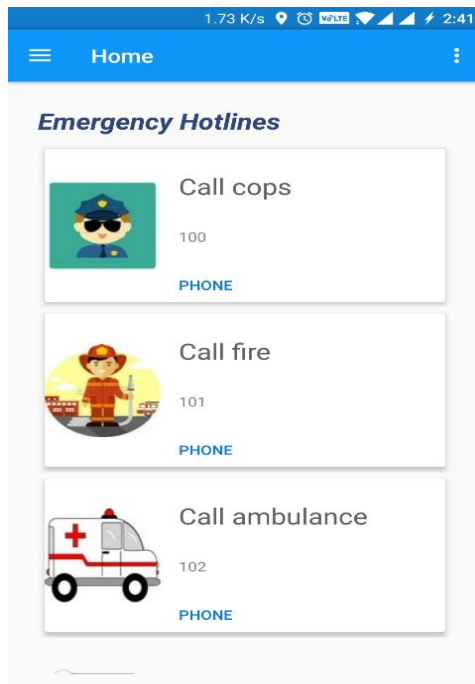 1.73 K/s VoLTE 2:41
Home
Emergency Hotlines
Call cops
100
PHONE
Call fire
101
PHONE
Call ambulance
102
PHONE